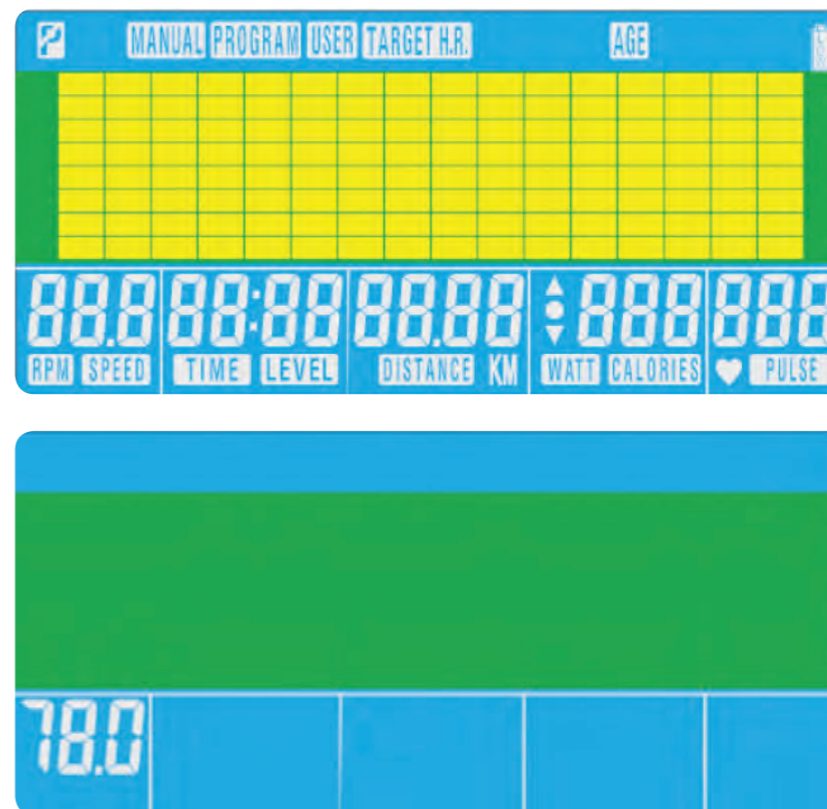 P MANUAL PROGRAM USER TARGET H.R. AGE
88.8 88:88 88.88 888 888
RPM SPEED TIME LEVEL DISTANCE KM WATT CALORIES PULSE
78.0